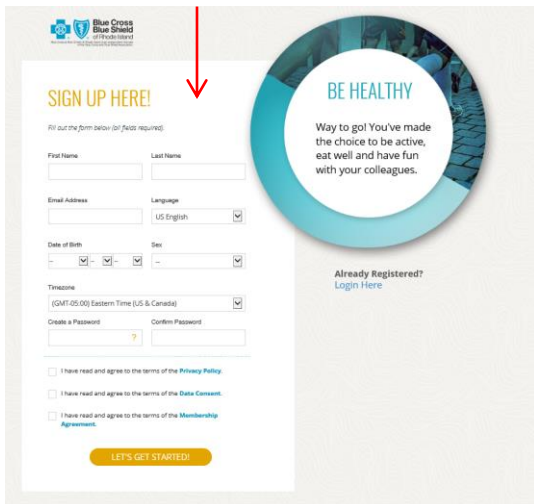 Blue Cross
Blue Shield
of Rhode Island
SIGN UP HERE!
Fill out the form below (all fields required).
First Name
Last Name
Email Address
Language
US English
Date of Birth
Sex
--
--
--
--
Timezone
(GMT-05:00) Eastern Time (US & Canada)
Create a Password
Confirm Password
?
I have read and agree to the terms of the Privacy Policy.
I have read and agree to the terms of the Data Consent.
I have read and agree to the terms of the Membership
Agreement.
LET'S GET STARTED!
BE HEALTHY
Way to go! You've made
the choice to be active,
eat well and have fun
with your colleagues.
Already Registered?
Login Here